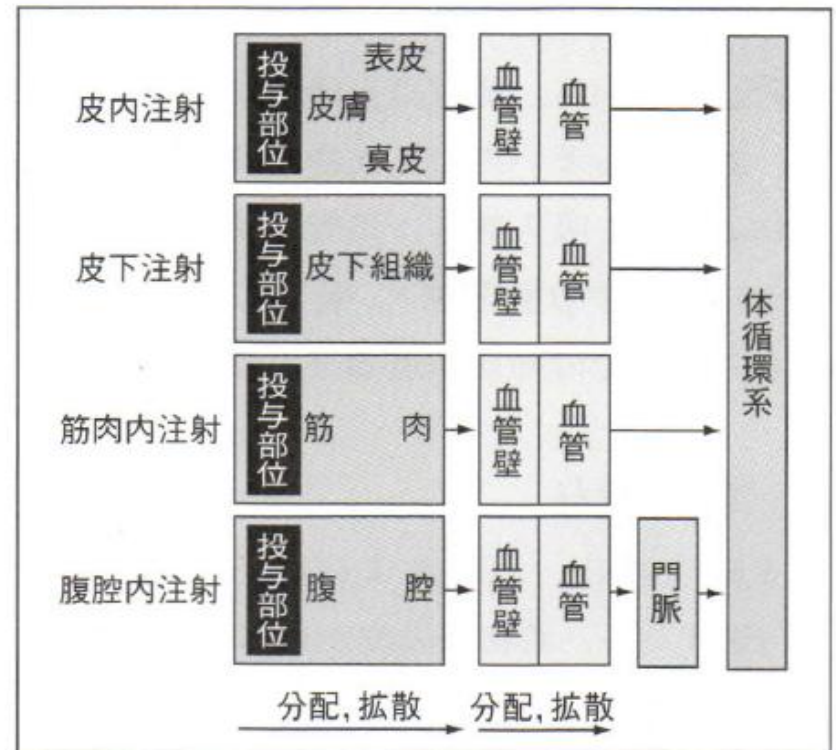 皮内注射
投与部位
表皮
皮膚
真皮
血管壁
血管
皮下注射
投与部位
皮下組織
血管壁
血管
筋肉内注射
投与部位
筋 肉
血管壁
血管
腹腔内注射
投与部位
腹 腔
血管壁
血管
門脈
体循環系
分配,拡散
分配,拡散